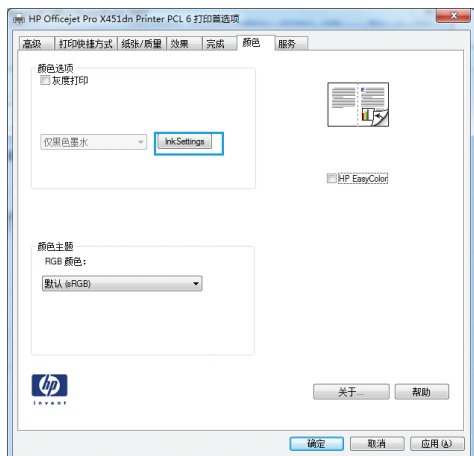 HP Officejet Pro X451dn Printer PCL 6 打印首选项
高级 打印快捷方式 纸张/质量 效果 完成 颜色 服务
颜色选项
灰度打印
仅黑色墨水 Ink Settings
HP EasyColor
颜色主题
RGB 颜色：
默认 (sRGB)
hp
invent
关于... 帮助
确定 取消 应用(A)